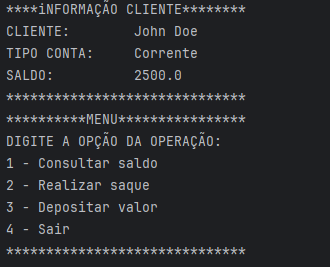 ****iNFORMAÇÃO CLIENTE********
CLIENTE:        John Doe
TIPO CONTA:     Corrente
SALDO:          2500.0
******************************
**********MENU****************
DIGITE A OPÇÃO DA OPERAÇÃO:
1 - Consultar saldo
2 - Realizar saque
3 - Depositar valor
4 - Sair
******************************